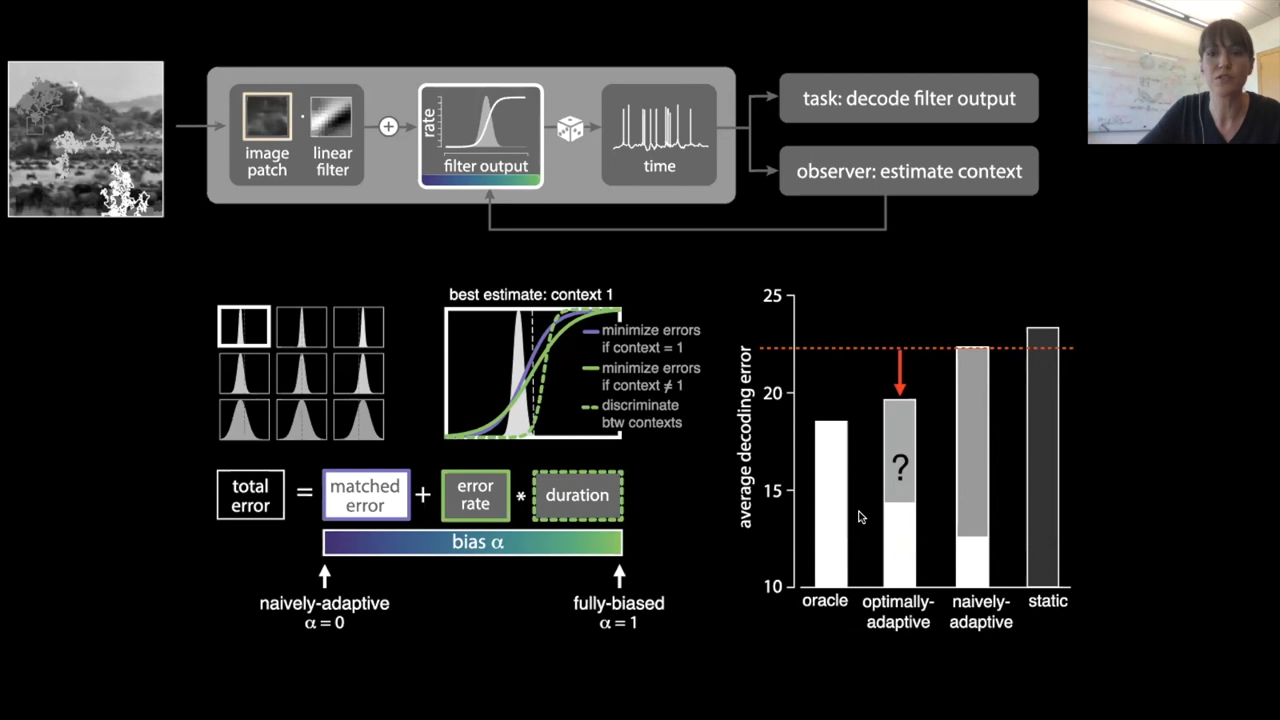 image
patch
linear
filter
rate
filter output
time
task: decode filter output
observer: estimate context
best estimate: context 1
minimize errors
if context = 1
minimize errors
if context ≠ 1
discriminate
btw contexts
total
error
=
matched
error
+
error
rate
*
duration
bias α
naively-adaptive
α = 0
fully-biased
α = 1
average decoding error
25
20
15
10
?
oracle
optimally-
adaptive
naively-
adaptive
static